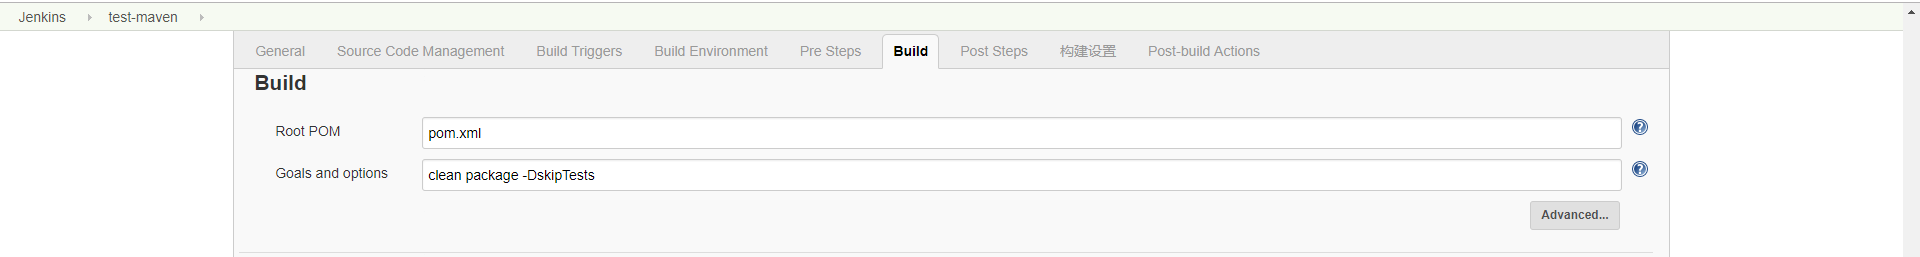 Jenkins test-maven
General Source Code Management Build Triggers Build Environment Pre Steps Build Post Steps 构建设置 Post-build Actions
Build
Root POM pom.xml
Goals and options clean package -DskipTests
Advanced...